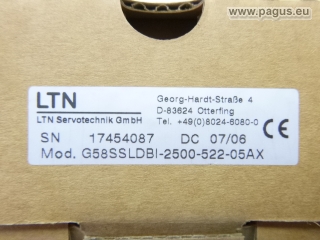 © www.pagus.eu
LTN
LTN Servotechnik GmbH
Georg-Hardt-Straße 4
D-83624 Otterfing
Tel. +49(0)8024-6080-0
CE
SN 17454087 DC 07/06
Mod. G58SSLDBI-2500-522-05AX